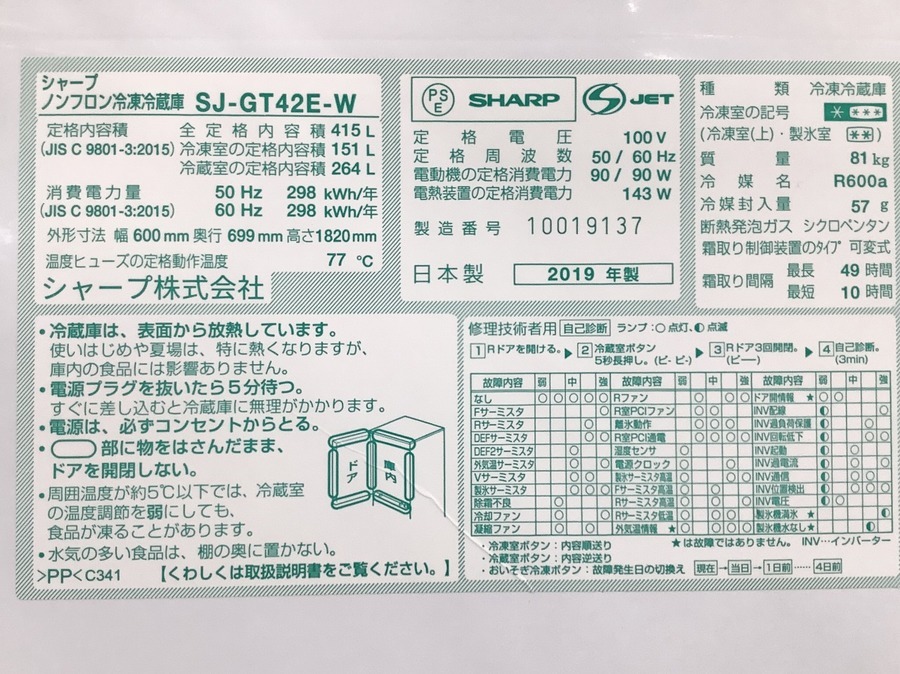 シャープ
ノンフロン冷凍冷蔵庫 SJ-GT42E-W
定格内容積 全定格内容積 415 L
(JIS C 9801-3:2015) 冷凍室の定格内容積 151 L
冷蔵室の定格内容積 264 L
消費電力量 50 Hz 298 kWh/年
(JIS C 9801-3:2015) 60 Hz 298 kWh/年
外形寸法 幅 600 mm 奥行 699 mm 高さ 1820 mm
温度ヒューズの定格動作温度 77 ℃
シャープ株式会社
PSE SHARP S JET
定格電圧 100 V
定格周波数 50 / 60 Hz
電動機の定格消費電力 90 / 90 W
電熱装置の定格消費電力 143 W
製造番号 10019137
日本製 2019 年製
種類 冷凍冷蔵庫
冷凍室の記号 * ***
(冷凍室(上)・製氷室 **)
質量 81 kg
冷媒名 R600a
冷媒封入量 57 g
断熱発泡ガス シクロペンタン
霜取り制御装置のタイプ 可変式
霜取り間隔 最長 49 時間
最短 10 時間
・冷蔵庫は、表面から放熱しています。
使いはじめや夏場は、特に熱くなりますが、
庫内の食品には影響ありません。
・電源プラグを抜いたら5分待つ。
すぐに差し込むと冷蔵庫に無理がかかります。
・電源は、必ずコンセントからとる。
・部に物をはさんだまま、
ドアを開閉しない。
・周囲温度が約5℃以下では、冷蔵室
の温度調節を弱にしても、
食品が凍ることがあります。
・水気の多い食品は、棚の奥に置かない。
>PP< C341 【くわしくは取扱説明書をご覧ください。】
ドア 庫内
修理技術者用 自己診断 ランプ:○点灯、◐点滅
1 Rドアを開ける。 ▶ 2 冷蔵室ボタン 5秒長押し。(ピ- ピ-) ▶ 3 Rドア3回開閉。(ピ―) ▶ 4 自己診断。(3min)
故障内容 弱 中 強 故障内容 弱 中 強 故障内容 弱 中 強
なし ○ ○ ○ ○ ○ Rファン ドア開情報 ★
Fサーミスタ R室PCIファン INV配線
Rサーミスタ 離氷動作 INV過負荷保護
DEFサーミスタ R室PCI通電 INV回転低下
DEF2サーミスタ 湿度センサ INV起動
外気温サーミスタ 電源クロック INV過電流
Vサーミスタ 製氷サーミスタ高温 INV通信
製氷サーミスタ Fサーミスタ高温 INV位置検出
除霜不良 Rサーミスタ高温 INV電圧
冷却ファン Rサーミスタ低温 製氷機満氷 ★
凝縮ファン 外気温情報 ★ 製氷機水なし ★
★は故障ではありません。 INV…インバーター
・冷凍室ボタン:内容順送り
・冷蔵室ボタン:内容逆送り
・おいそぎ冷凍ボタン:故障発生日の切換え 現在→当日→1日前……4日前